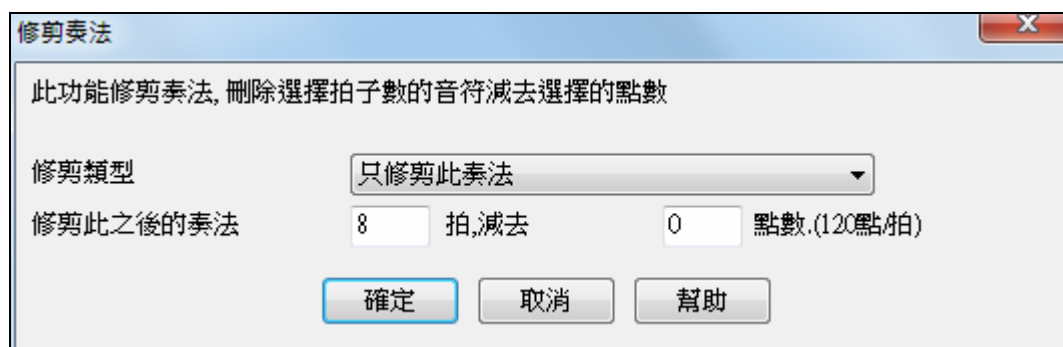 修剪奏法
此功能修剪奏法, 刪除選擇拍子數的音符減去選擇的點數
修剪類型 只修剪此奏法
修剪此之後的奏法 8 拍,減去 0 點數.(120點/拍)
確定 取消 幫助